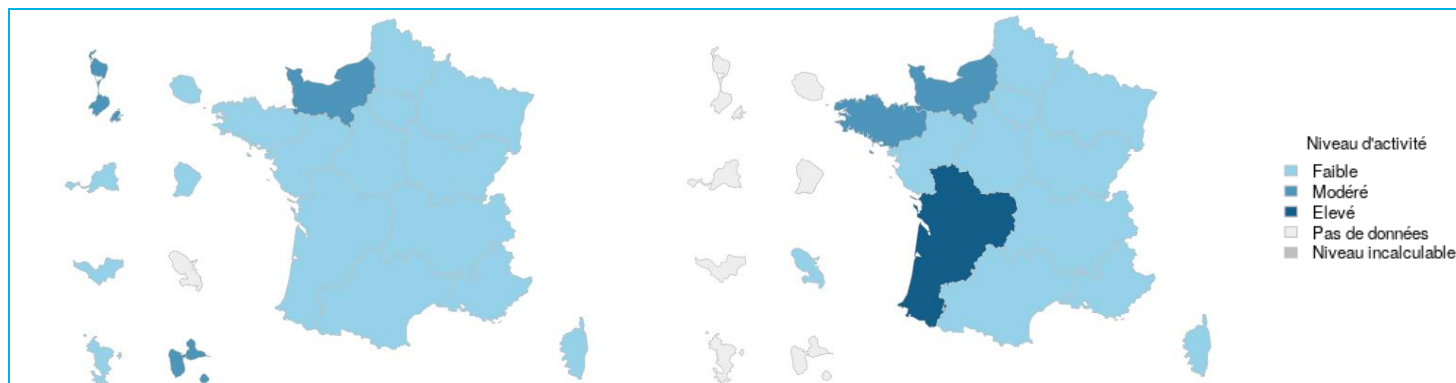 Niveau d'activité
Faible
Modéré
Elevé
Pas de données
Niveau incalculable